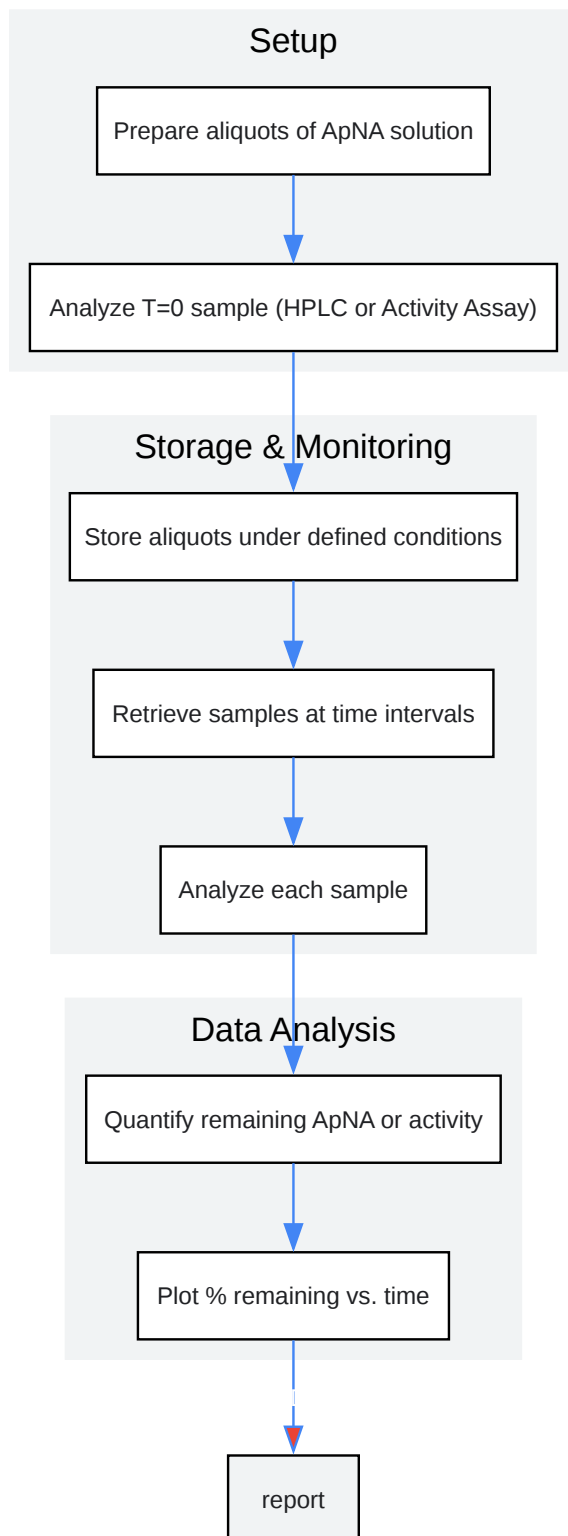 Setup
Prepare aliquots of ApNA solution
Analyze T=0 sample (HPLC or Activity Assay)
Storage & Monitoring
Store aliquots under defined conditions
Retrieve samples at time intervals
Analyze each sample
Data Analysis
Quantify remaining ApNA or activity
Plot % remaining vs. time
report